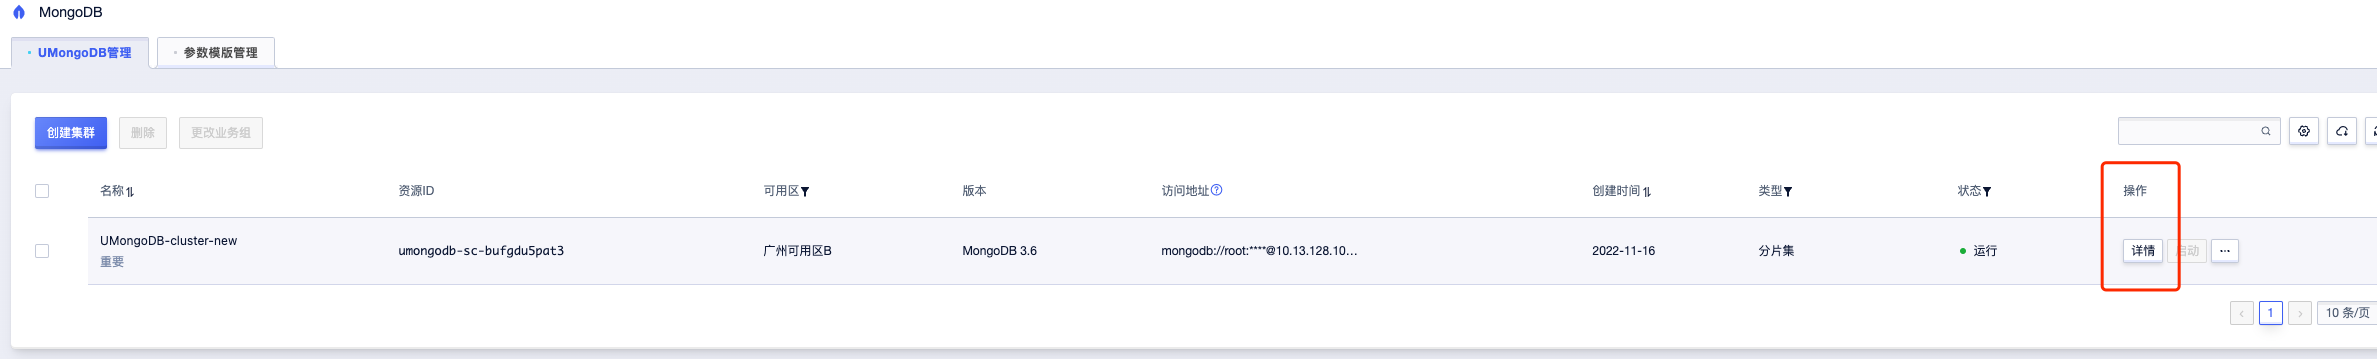 MongoDB
UMongoDB管理 参数模版管理
创建集群 删除 更改业务组
名称 资源ID 可用区 版本 访问地址 创建时间 类型 状态 操作
UMongoDB-cluster-new umongodb-sc-bufgdu5pat3 广州可用区B MongoDB 3.6 mongodb://root:****@10.13.128.10... 2022-11-16 分片集 运行 详情 启动 ...
重要
1 10 条/页